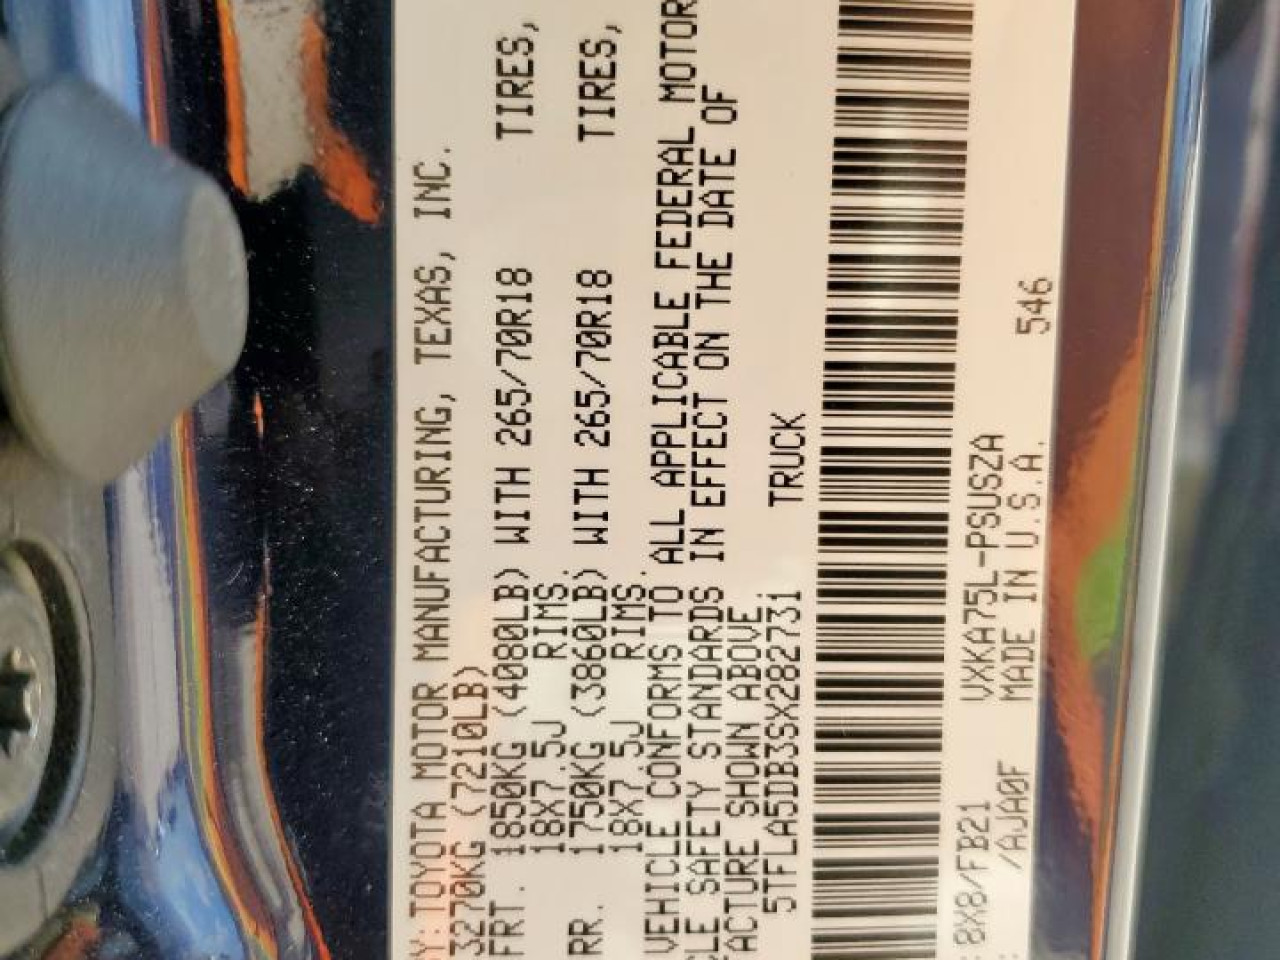 Y:TOYOTA MOTOR MANUFACTURING, TEXAS, INC.
3270KG (7210LB)
FRT. 1850KG (4080LB) WITH 265/70R18 TIRES,
18X7.5J RIMS.
RR. 1750KG (3860LB) WITH 265/70R18 TIRES,
18X7.5J RIMS.
VEHICLE CONFORMS TO ALL APPLICABLE FEDERAL MOTOR
CLE SAFETY STANDARDS IN EFFECT ON THE DATE OF
FACTURE SHOWN ABOVE.
5TFLA5DB3SX282731 TRUCK
: 8X8/FB21 VXKA75L-PSUSZA
: /AJA0F MADE IN U.S.A. 546